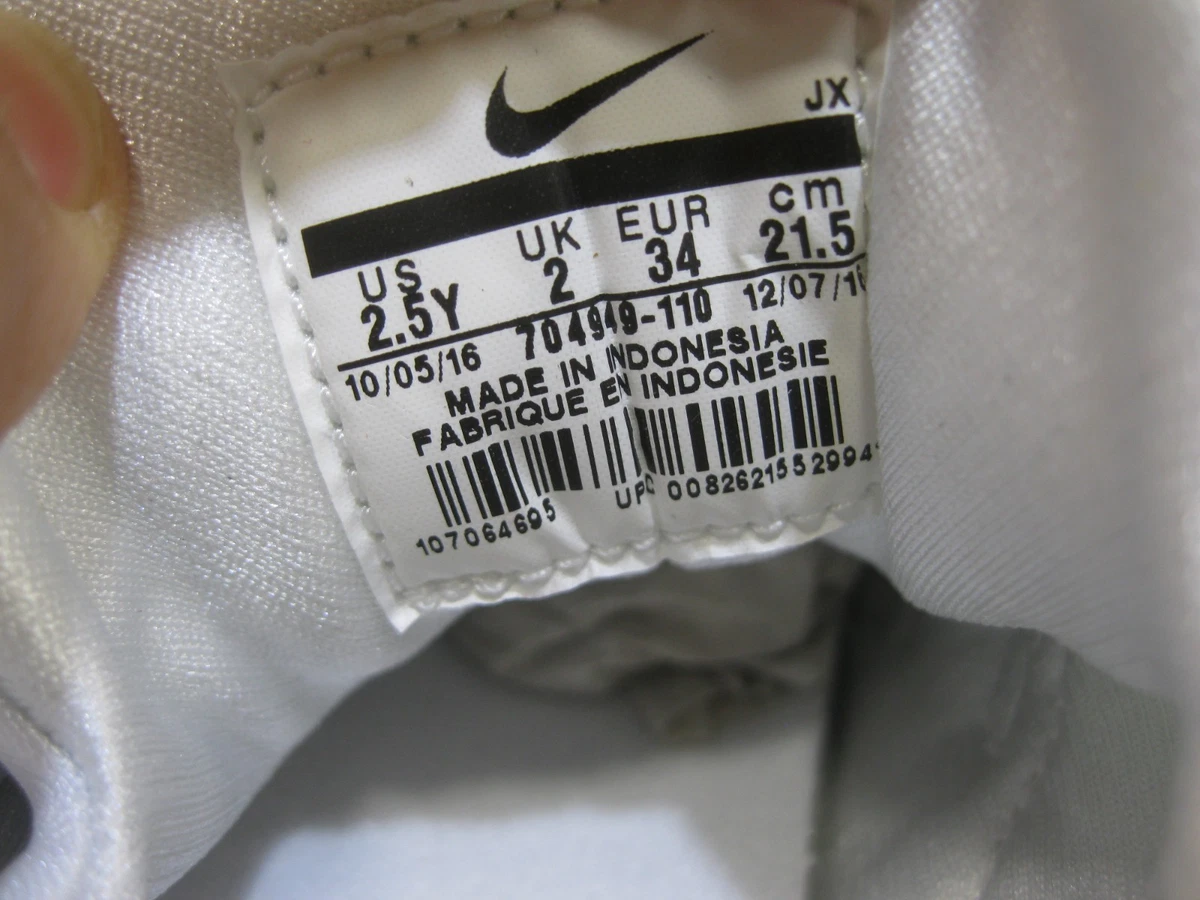 JX
US UK EUR cm
2.5Y 2 34 21.5
10/05/16 704949-110 12/07/16
MADE IN INDONESIA
FABRIQUE EN INDONESIE
107064695 UPC 00826215529941